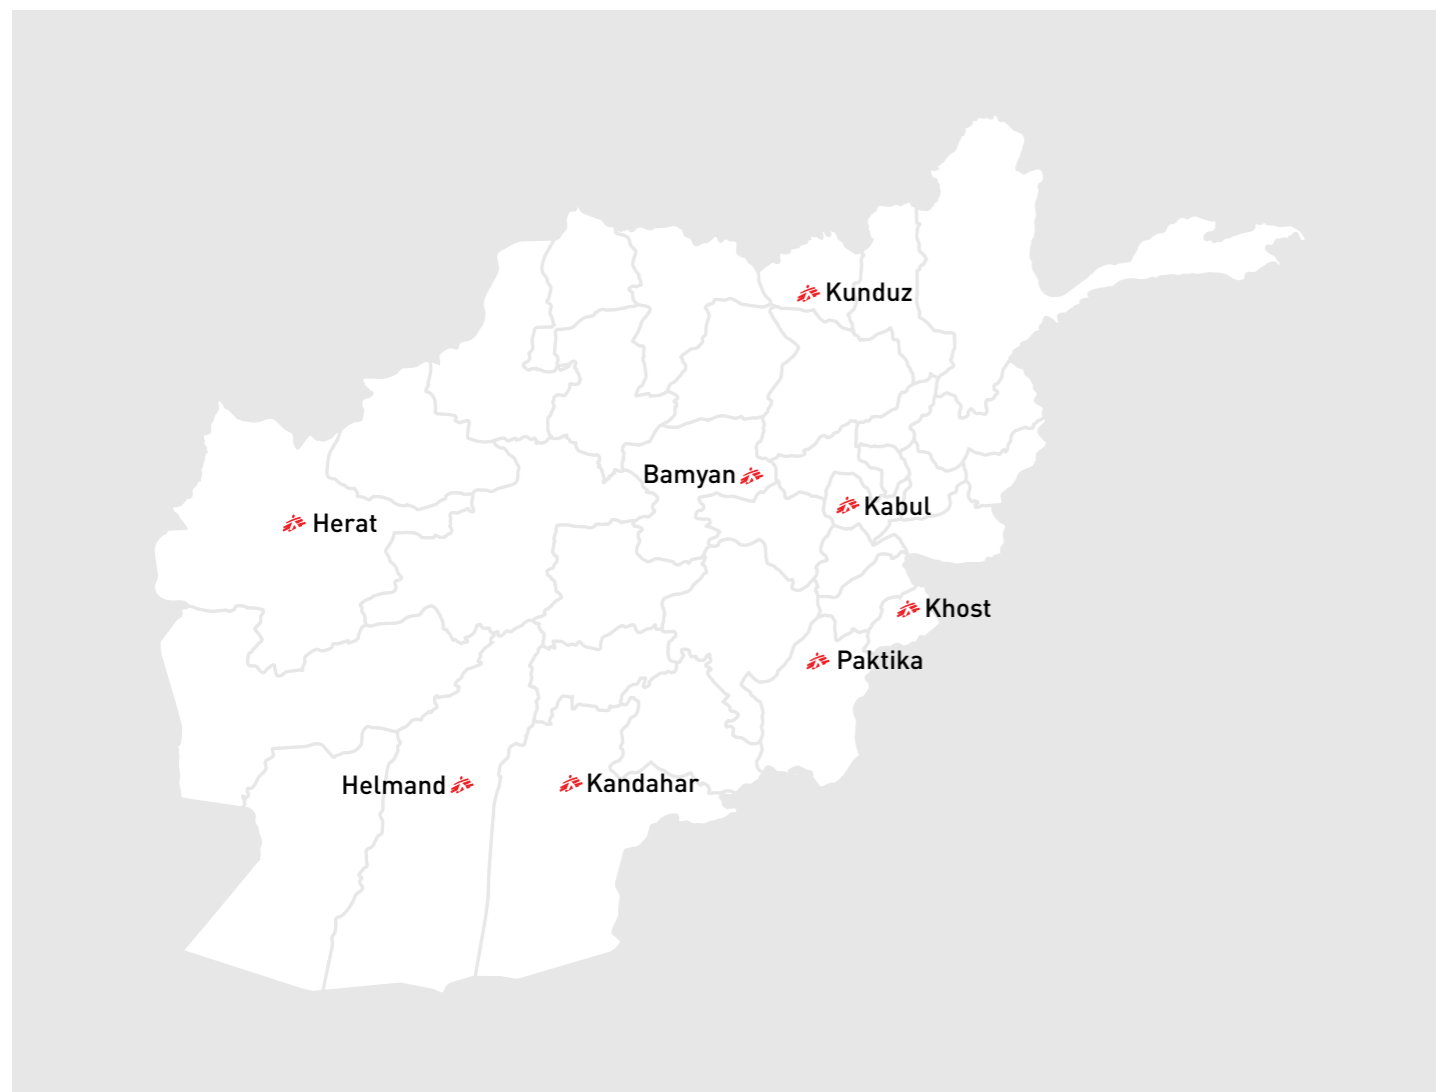 Kunduz
Bamyan
Kabul
Herat
Khost
Paktika
Helmand
Kandahar